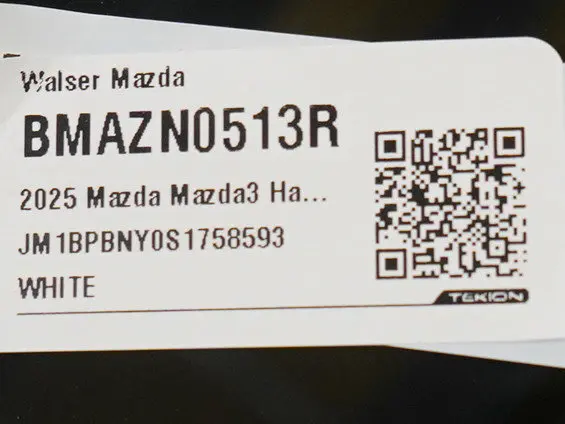 Walser Mazda
BMAZN0513R
2025 Mazda Mazda3 Ha...
JM1BPBNY0S1758593
WHITE
TEKION